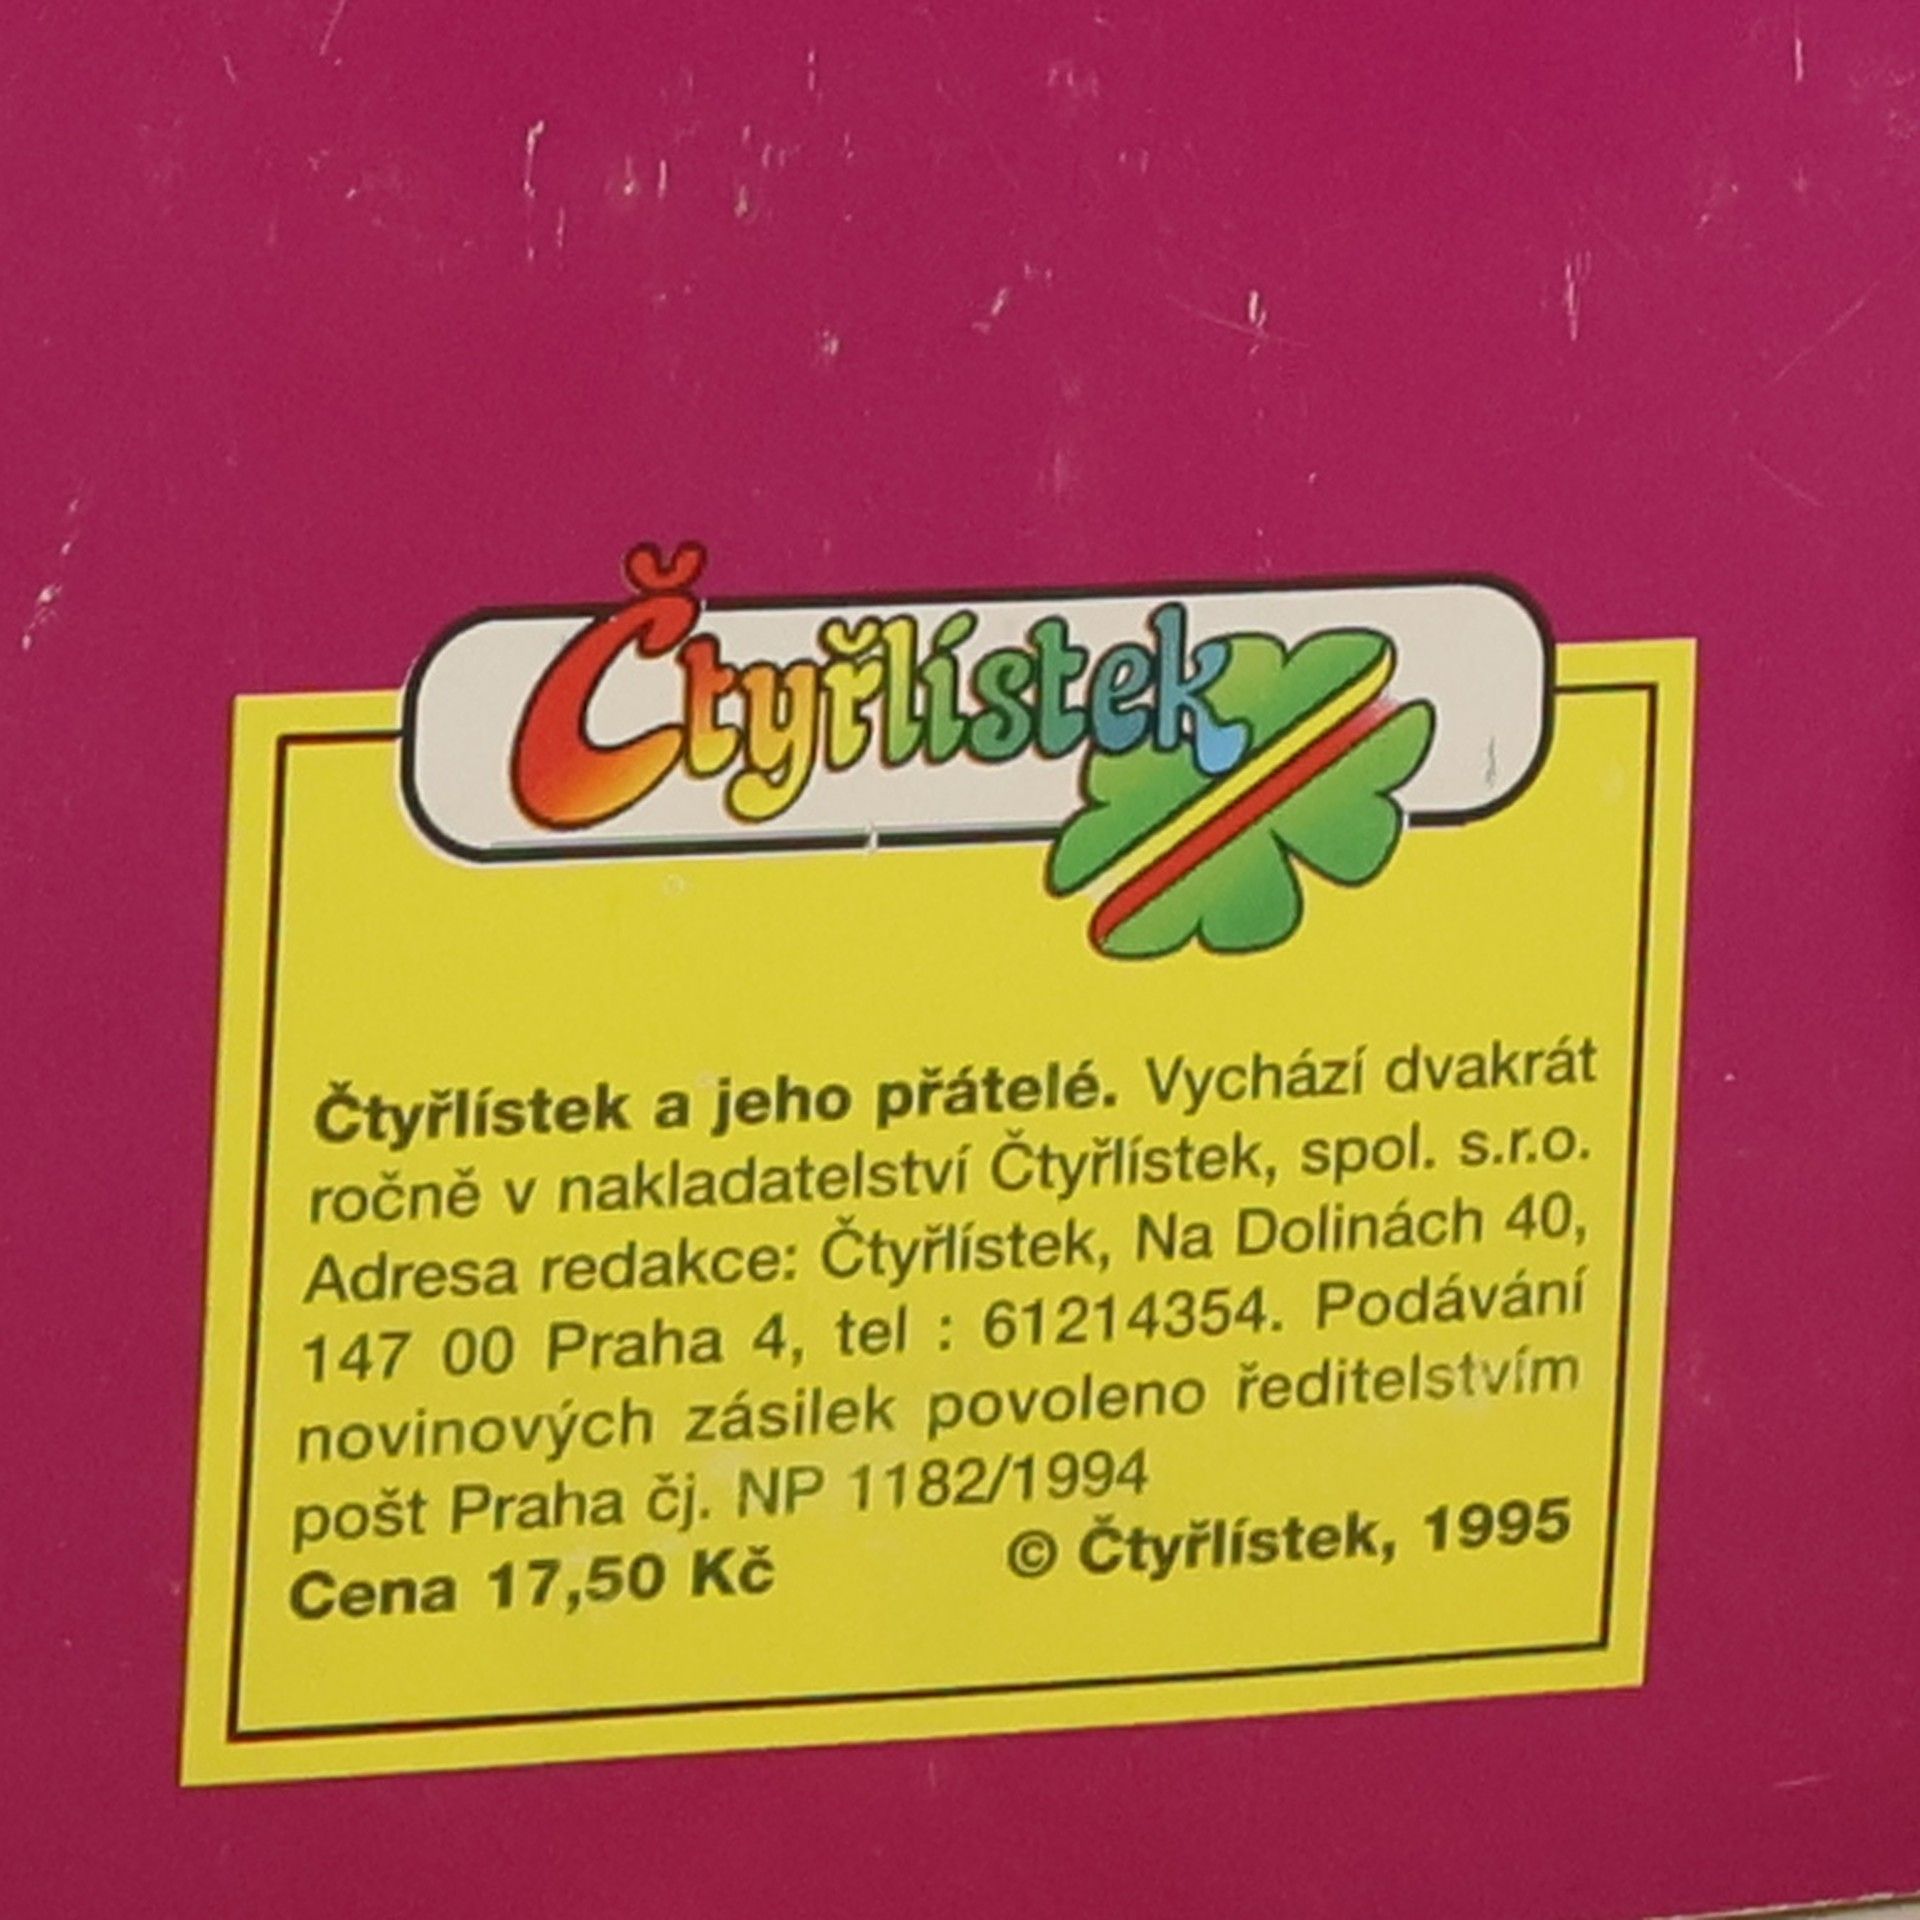 Čtyřlístek
Čtyřlístek a jeho přátelé. Vychází dvakrát
ročně v nakladatelství Čtyřlístek, spol. s.r.o.
Adresa redakce: Čtyřlístek, Na Dolinách 40,
147 00 Praha 4, tel : 61214354. Podávání
novinových zásilek povoleno ředitelstvím
pošt Praha čj. NP 1182/1994
Cena 17,50 Kč © Čtyřlístek, 1995